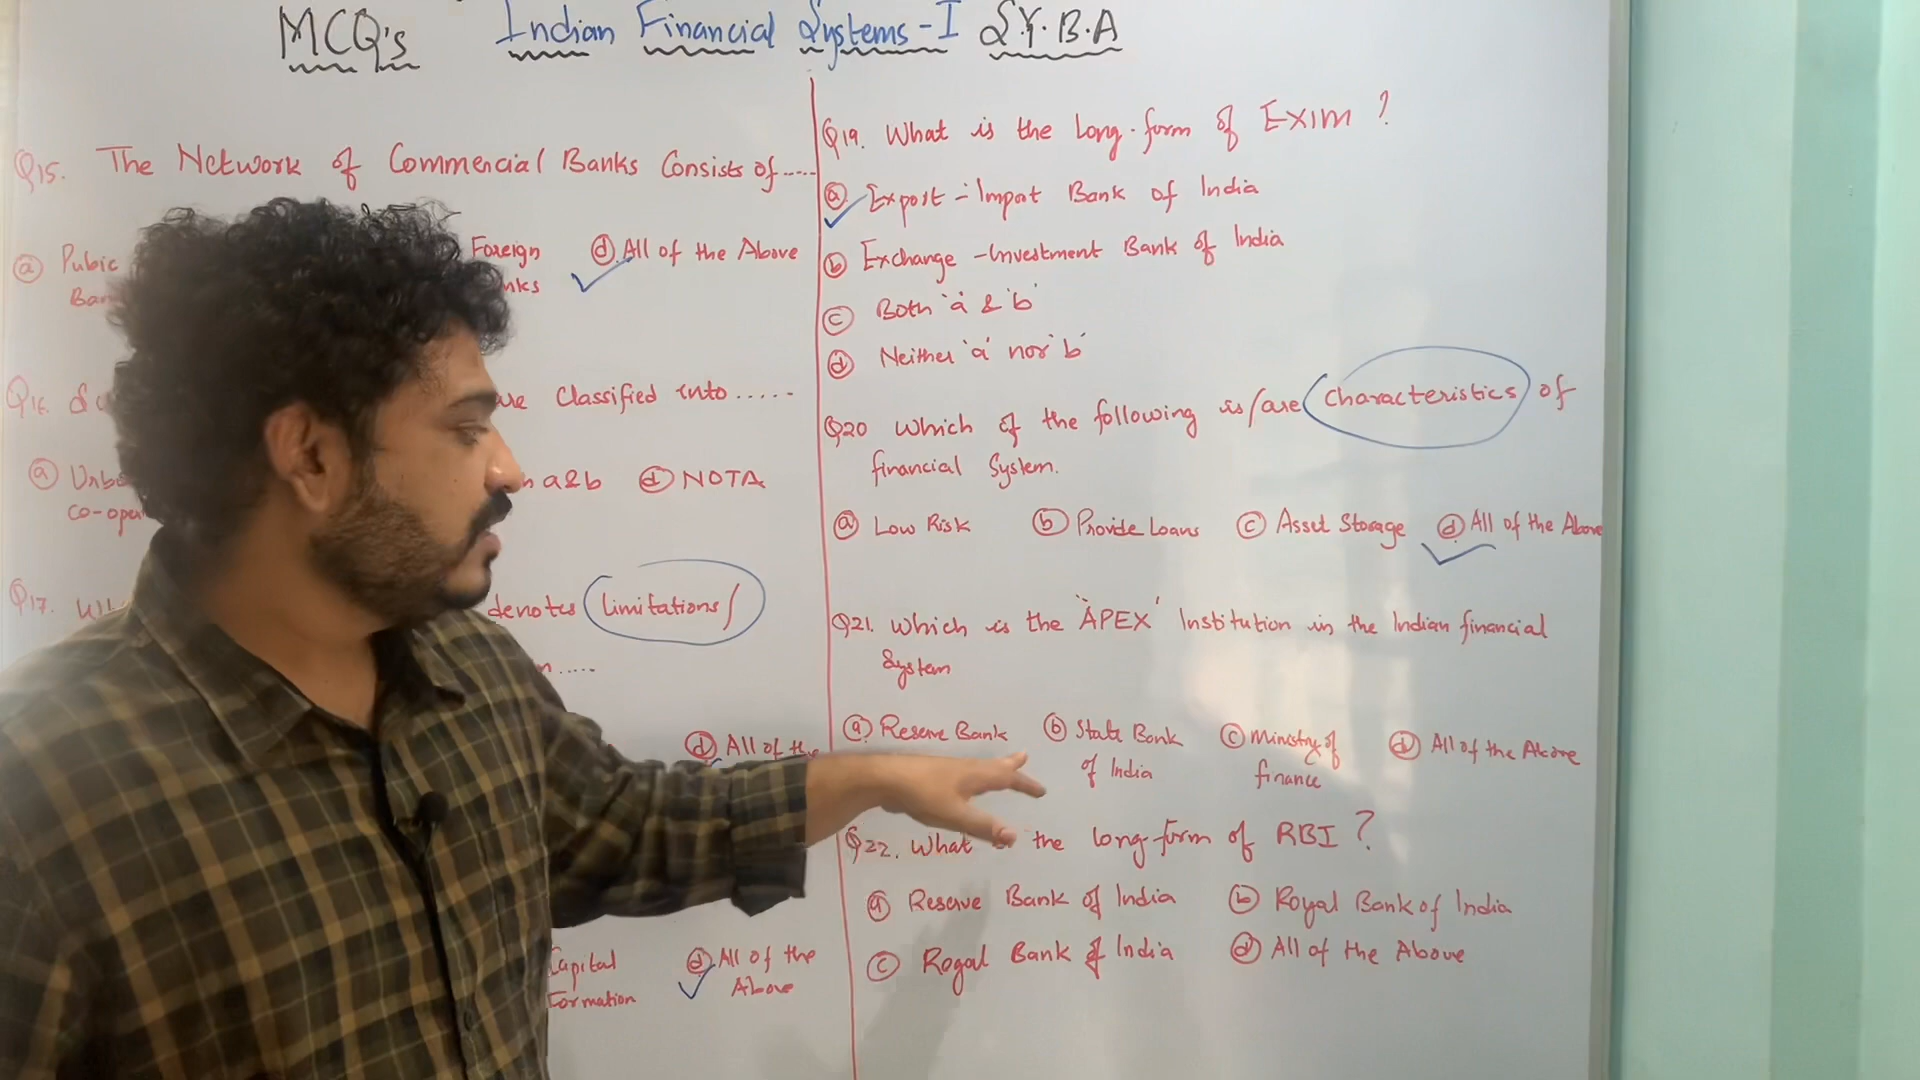 MCQ's Indian Financial Systems - I S.Y.B.A
Q15. The Network of Commercial Banks Consists of .....
ⓐ Pubic Foreign ⓓ All of the Above
Q16. are Classified into .....
ⓐ a&b ⓓ NOTA
Co-oper
Q17. denotes limitations/
.....
ⓓ All of the
Capital ⓓ All of the
Formation Above
Q19. What is the Long-form of EXIM ?
ⓐ Export - Import Bank of India
ⓑ Exchange - Investment Bank of India
ⓒ Both 'a' & 'b'
ⓓ Neither 'a' nor 'b'
Q20 Which of the following is/are Characteristics of
financial System.
ⓐ Low Risk ⓑ Provide Loans ⓒ Asset Storage ⓓ All of the Above
Q21. Which is the 'APEX' Institution in the Indian financial
System
ⓐ Reserve Bank ⓑ State Bank ⓒ Ministry of ⓓ All of the Above
of India finance
Q22. What the long-form of RBI ?
ⓐ Reserve Bank of India ⓑ Royal Bank of India
ⓒ Rogal Bank of India ⓓ All of the Above